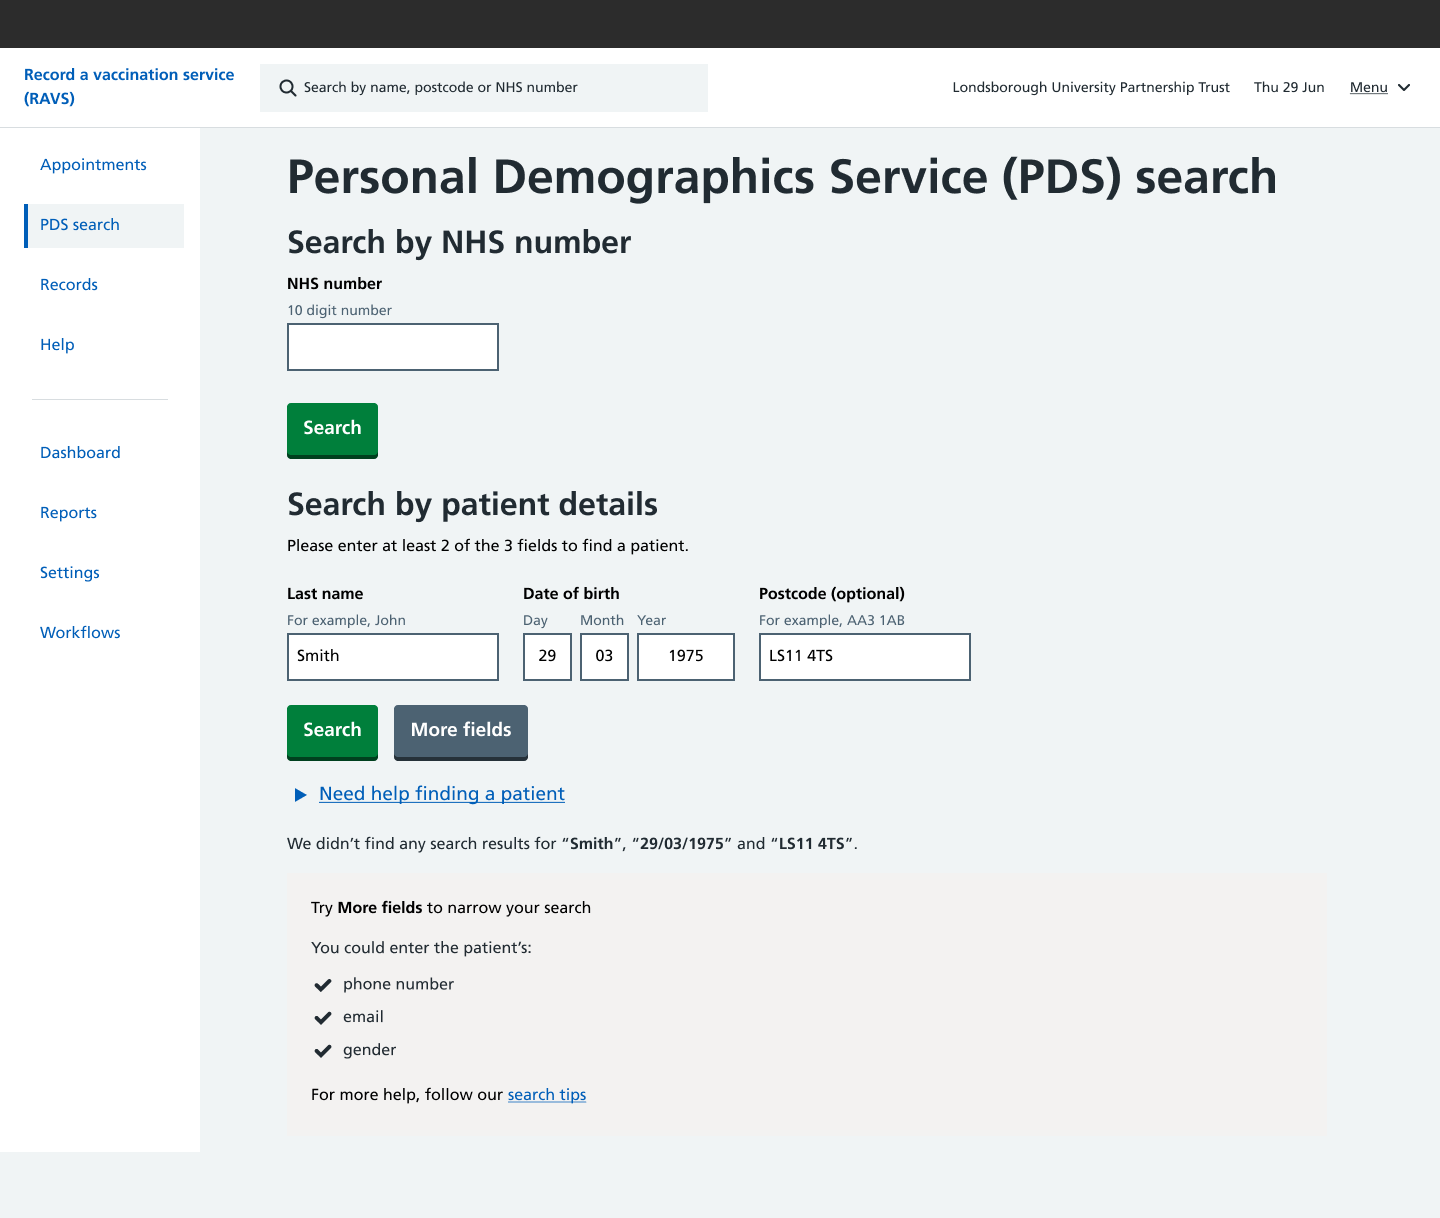 Record a vaccination service
(RAVS)
Search by name, postcode or NHS number
Londsborough University Partnership Trust
Thu 29 Jun
Menu
Appointments
PDS search
Records
Help
Dashboard
Reports
Settings
Workflows
Personal Demographics Service (PDS) search
Search by NHS number
NHS number
10 digit number
Search
Search by patient details
Please enter at least 2 of the 3 fields to find a patient.
Last name
For example, John
Smith
Date of birth
Day Month Year
29 03 1975
Postcode (optional)
For example, AA3 1AB
LS11 4TS
Search
More fields
Need help finding a patient
We didn’t find any search results for “Smith”, “29/03/1975” and “LS11 4TS”.
Try More fields to narrow your search
You could enter the patient’s:
phone number
email
gender
For more help, follow our search tips